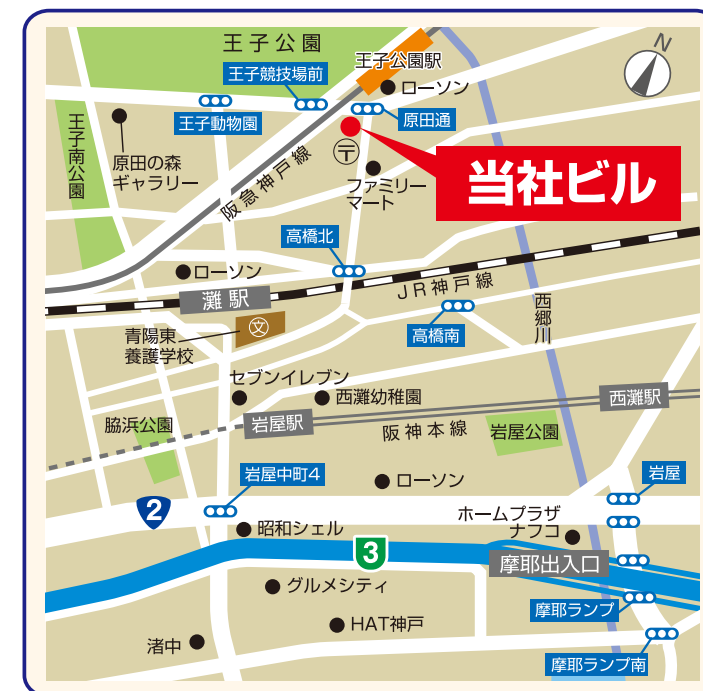 王子公園
王子公園駅
N
王子競技場前
ローソン
王子動物園
原田通
王子南公園
原田の森
ギャラリー
阪急神戸線
〒
ファミリー
マート
当社ビル
高橋北
ローソン
灘駅
JR神戸線
西郷川
高橋南
青陽東
養護学校
文
セブンイレブン
西灘幼稚園
西灘駅
脇浜公園
岩屋駅
阪神本線
岩屋公園
岩屋中町4
ローソン
岩屋
2
昭和シェル
ホームプラザ
ナフコ
3
摩耶出入口
グルメシティ
摩耶ランプ
HAT神戸
渚中
摩耶ランプ南